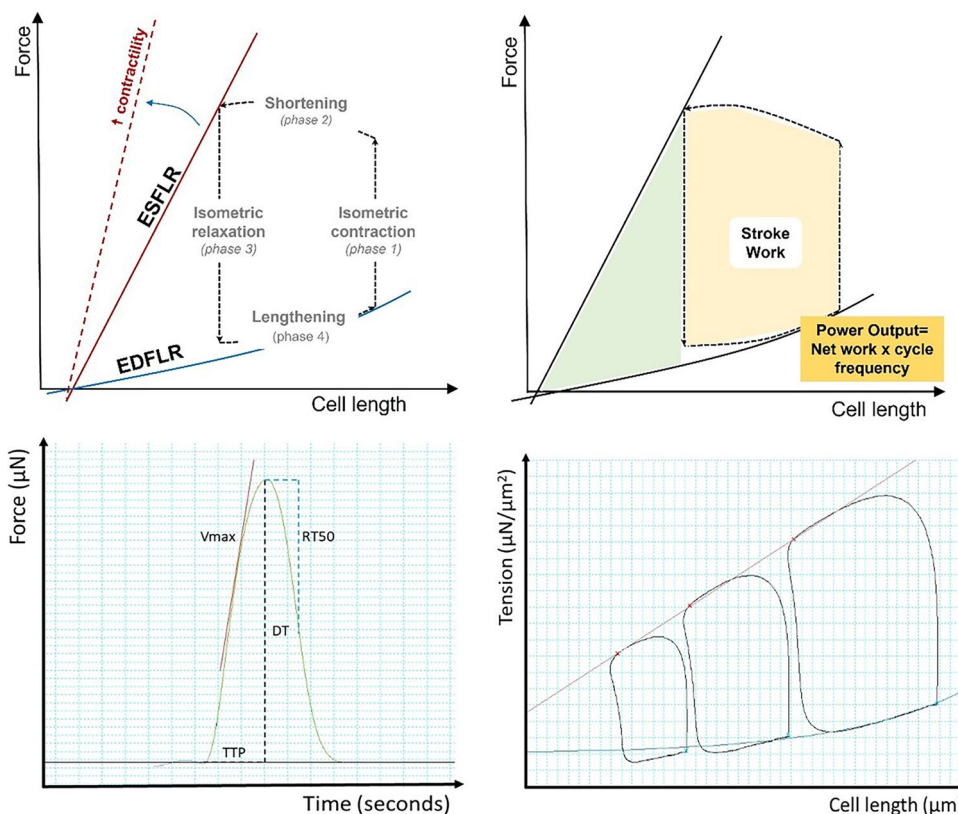 Force
↑ contractility
ESFLR
EDFLR
Shortening
(phase 2)
Isometric
relaxation
(phase 3)
Isometric
contraction
(phase 1)
Lengthening
(phase 4)
Cell length
Force
Stroke
Work
Power Output=
Net work x cycle
frequency
Cell length
Force (µN)
Vmax
RT50
DT
TTP
Time (seconds)
Tension (µN/µm²)
Cell length (µm